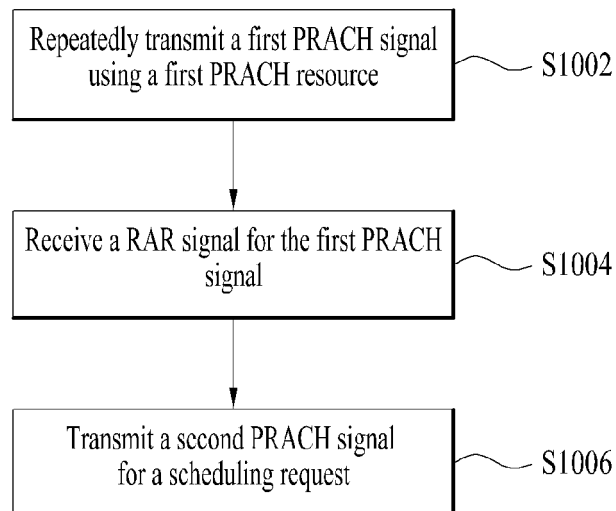 Repeatedly transmit a first PRACH signal
using a first PRACH resource
S1002
Receive a RAR signal for the first PRACH
signal
S1004
Transmit a second PRACH signal
for a scheduling request
S1006